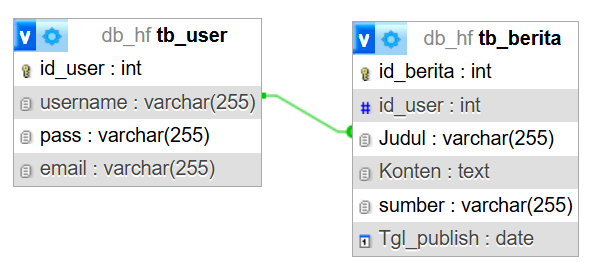 V db_hf tb_user
id_user : int
username : varchar(255)
pass : varchar(255)
email : varchar(255)
V db_hf tb_berita
id_berita : int
# id_user : int
Judul : varchar(255)
Konten : text
sumber : varchar(255)
1 Tgl_publish : date